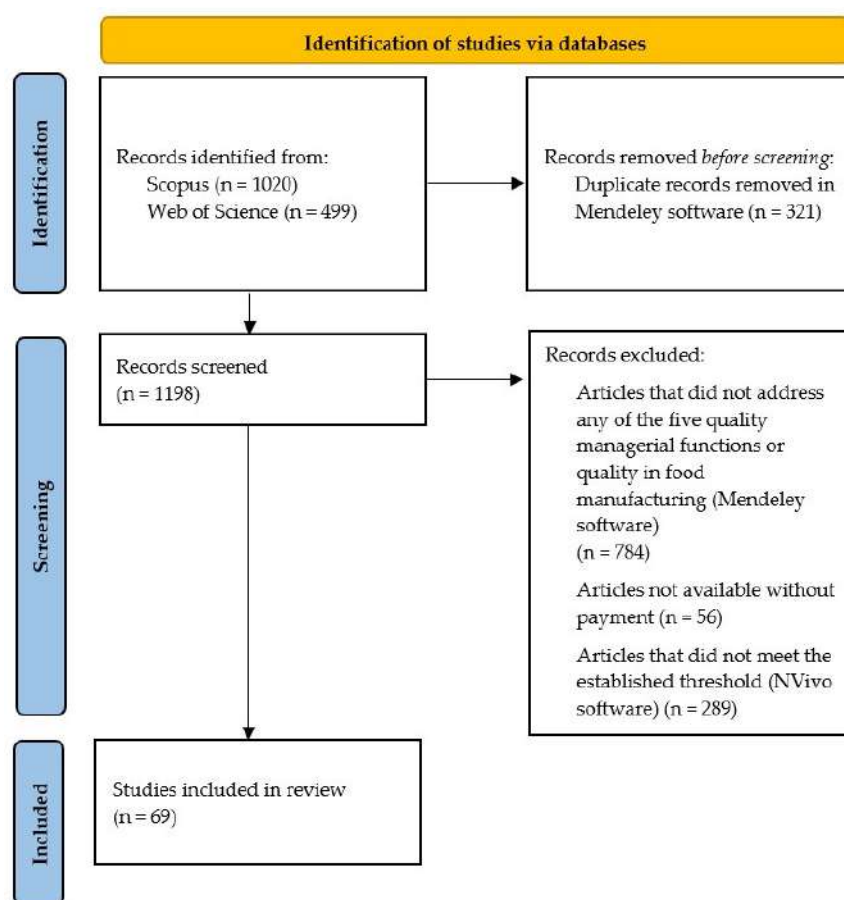 Identification of studies via databases
Identification
Records identified from:
Scopus (n = 1020)
Web of Science (n = 499)
Records removed before screening:
Duplicate records removed in
Mendeley software (n = 321)
Screening
Records screened
(n = 1198)
Records excluded:
Articles that did not address
any of the five quality
managerial functions or
quality in food
manufacturing (Mendeley
software)
(n = 784)
Articles not available without
payment (n = 56)
Articles that did not meet the
established threshold (NVivo
software) (n = 289)
Included
Studies included in review
(n = 69)